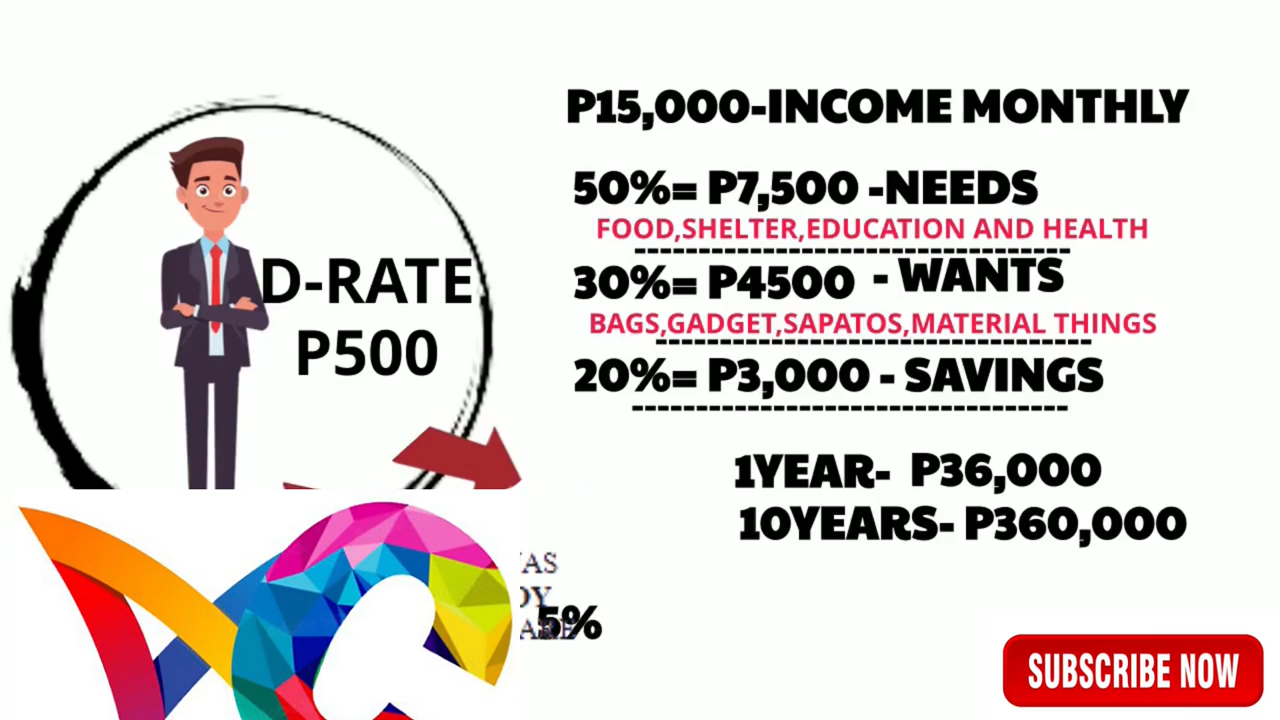 P15,000-INCOME MONTHLY
50%= P7,500 -NEEDS
FOOD,SHELTER,EDUCATION AND HEALTH
30%= P4500 - WANTS
BAGS,GADGET,SAPATOS,MATERIAL THINGS
20%= P3,000 - SAVINGS
D-RATE
P500
1YEAR- P36,000
10YEARS- P360,000
5%
SUBSCRIBE NOW